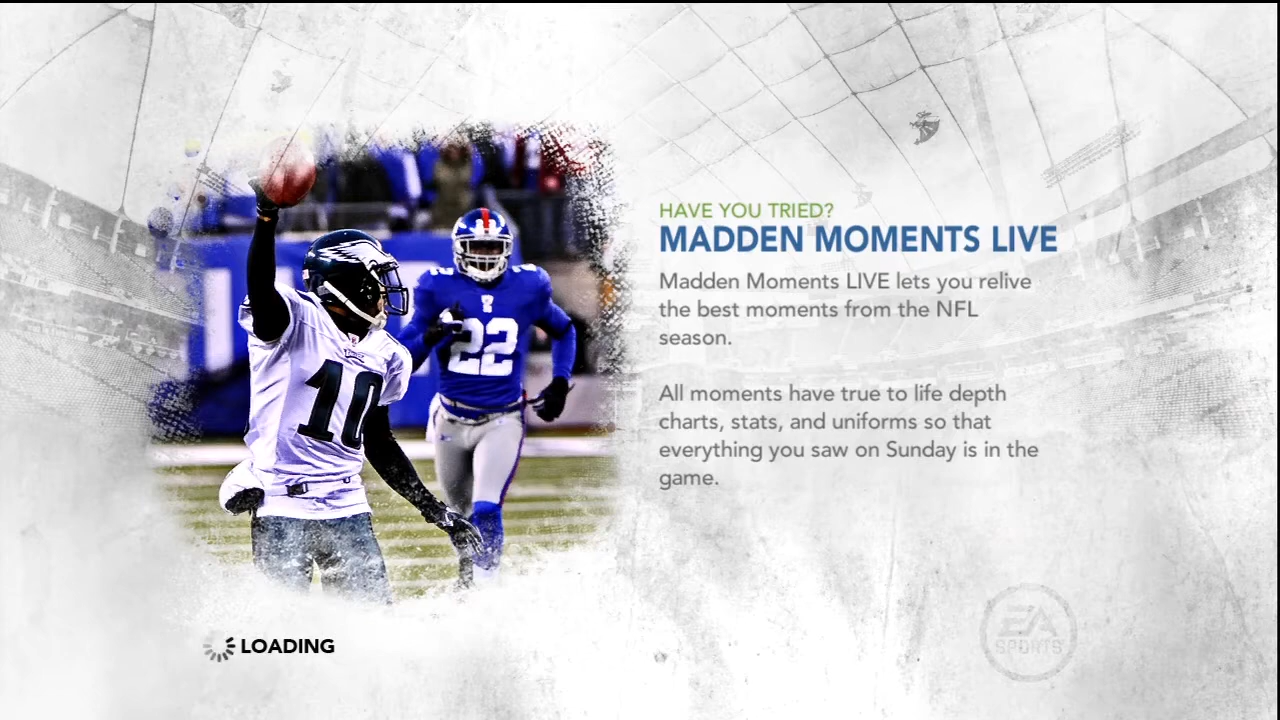 HAVE YOU TRIED?
MADDEN MOMENTS LIVE
Madden Moments LIVE lets you relive
the best moments from the NFL
season.
All moments have true to life depth
charts, stats, and uniforms so that
everything you saw on Sunday is in the
game.
10
22
LOADING
EA
SPORTS